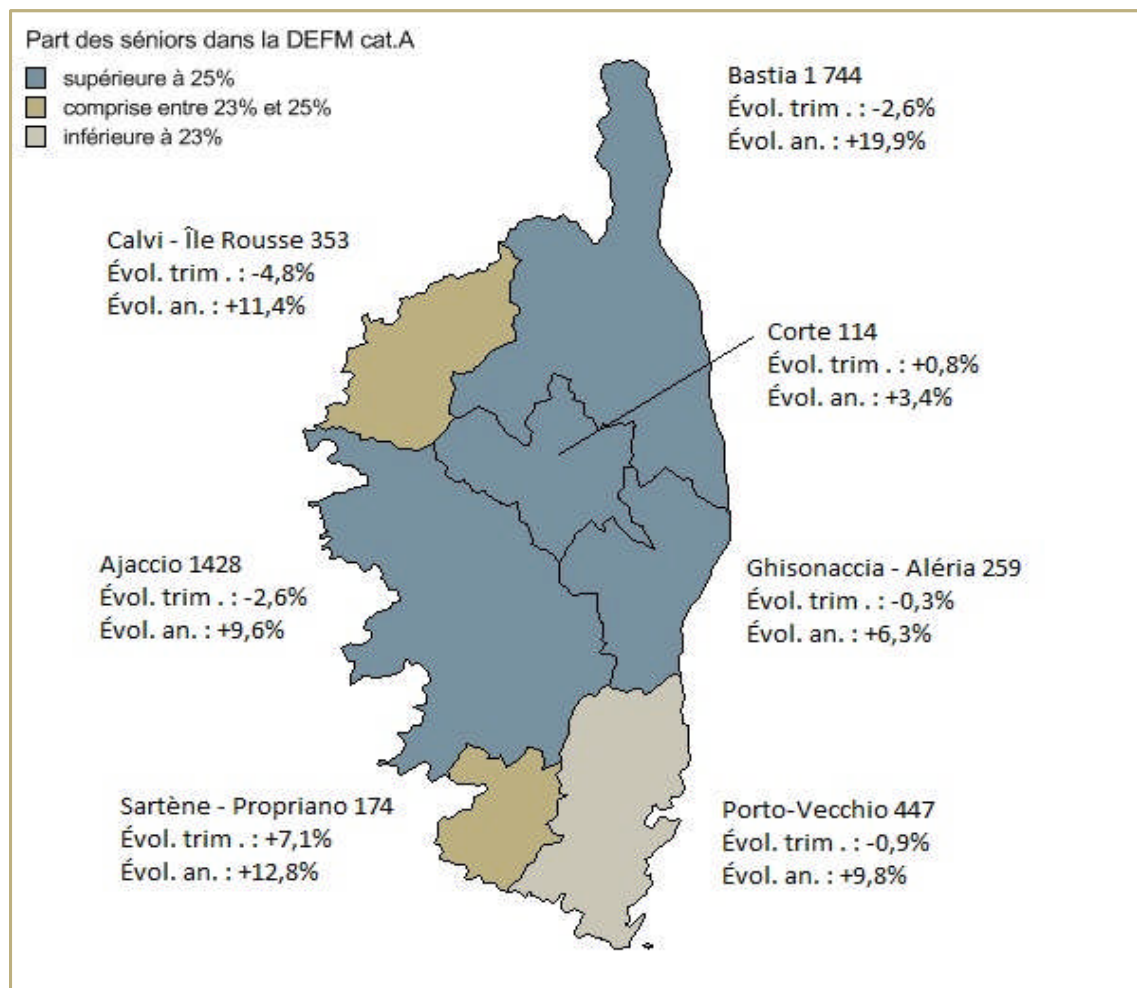 Part des séniors dans la DEFM cat.A
supérieure à 25%
comprise entre 23% et 25%
inférieure à 23%
Bastia 1 744
Évol. trim . : -2,6%
Évol. an. : +19,9%
Calvi - Île Rousse 353
Évol. trim . : -4,8%
Évol. an. : +11,4%
Corte 114
Évol. trim . : +0,8%
Évol. an. : +3,4%
Ajaccio 1428
Évol. trim . : -2,6%
Évol. an. : +9,6%
Ghisonaccia - Aléria 259
Évol. trim . : -0,3%
Évol. an. : +6,3%
Sartène - Propriano 174
Évol. trim . : +7,1%
Évol. an. : +12,8%
Porto-Vecchio 447
Évol. trim . : -0,9%
Évol. an. : +9,8%